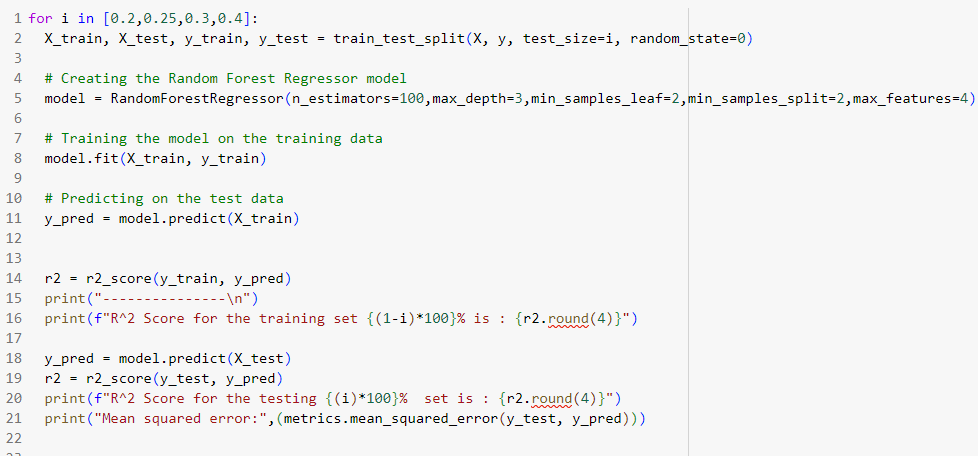 1 for i in [0.2,0.25,0.3,0.4]:
2   X_train, X_test, y_train, y_test = train_test_split(X, y, test_size=i, random_state=0)
3
4   # Creating the Random Forest Regressor model
5   model = RandomForestRegressor(n_estimators=100,max_depth=3,min_samples_leaf=2,min_samples_split=2,max_features=4)
6
7   # Training the model on the training data
8   model.fit(X_train, y_train)
9
10   # Predicting on the test data
11   y_pred = model.predict(X_train)
12
13
14   r2 = r2_score(y_train, y_pred)
15   print("---------------\n")
16   print(f"R^2 Score for the training set {(1-i)*100}% is : {r2.round(4)}")
17
18   y_pred = model.predict(X_test)
19   r2 = r2_score(y_test, y_pred)
20   print(f"R^2 Score for the testing {(i)*100}%  set is : {r2.round(4)}")
21   print("Mean squared error:",(metrics.mean_squared_error(y_test, y_pred)))
22